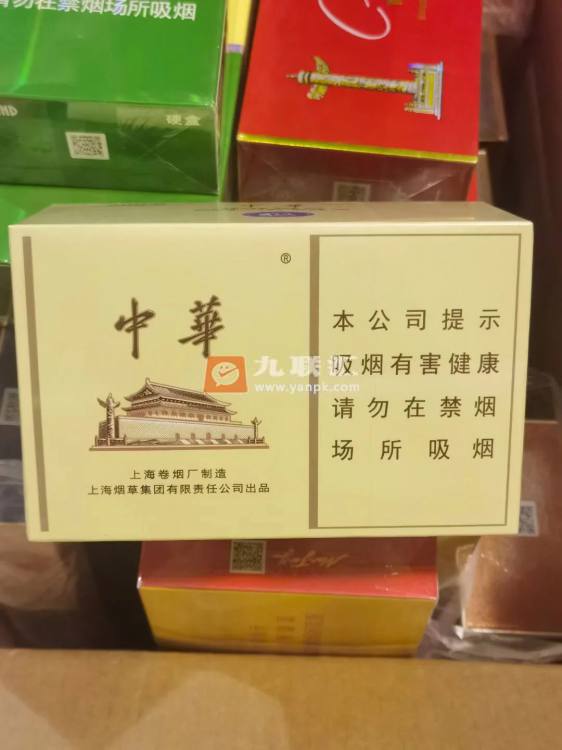 请勿在禁烟场所吸烟
硬盒
®
中華
九联派
www.yanpk.com
上海卷烟厂制造
上海烟草集团有限责任公司出品
本公司提示
吸烟有害健康
请勿在禁烟
场所吸烟